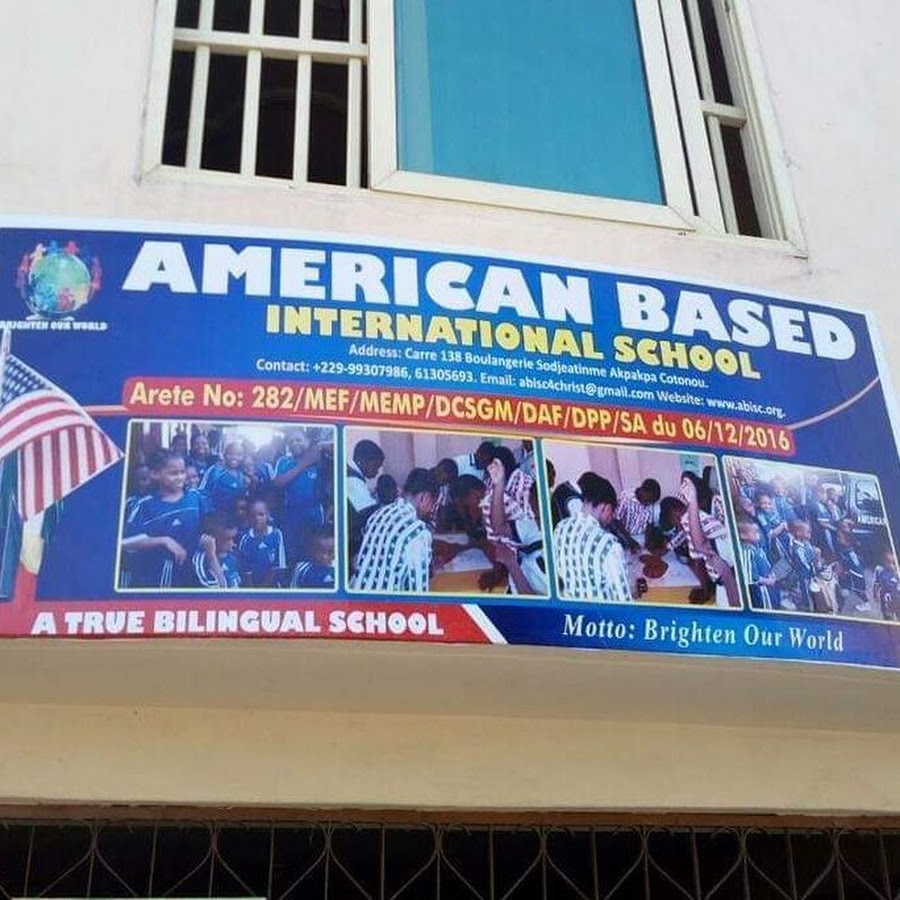 AMERICAN BASED
INTERNATIONAL SCHOOL
BRIGHTEN OUR WORLD
Address: Carre 138 Boulangerie Sodjeatinme Akpakpa Cotonou.
Contact: +229-99307986, 61305693. Email: abisc4christ@gmail.com Website: www.abisc.org.
Arete No: 282/MEF/MEMP/DCSGM/DAF/DPP/SA du 06/12/2016
AMERICAN
A TRUE BILINGUAL SCHOOL
Motto: Brighten Our World